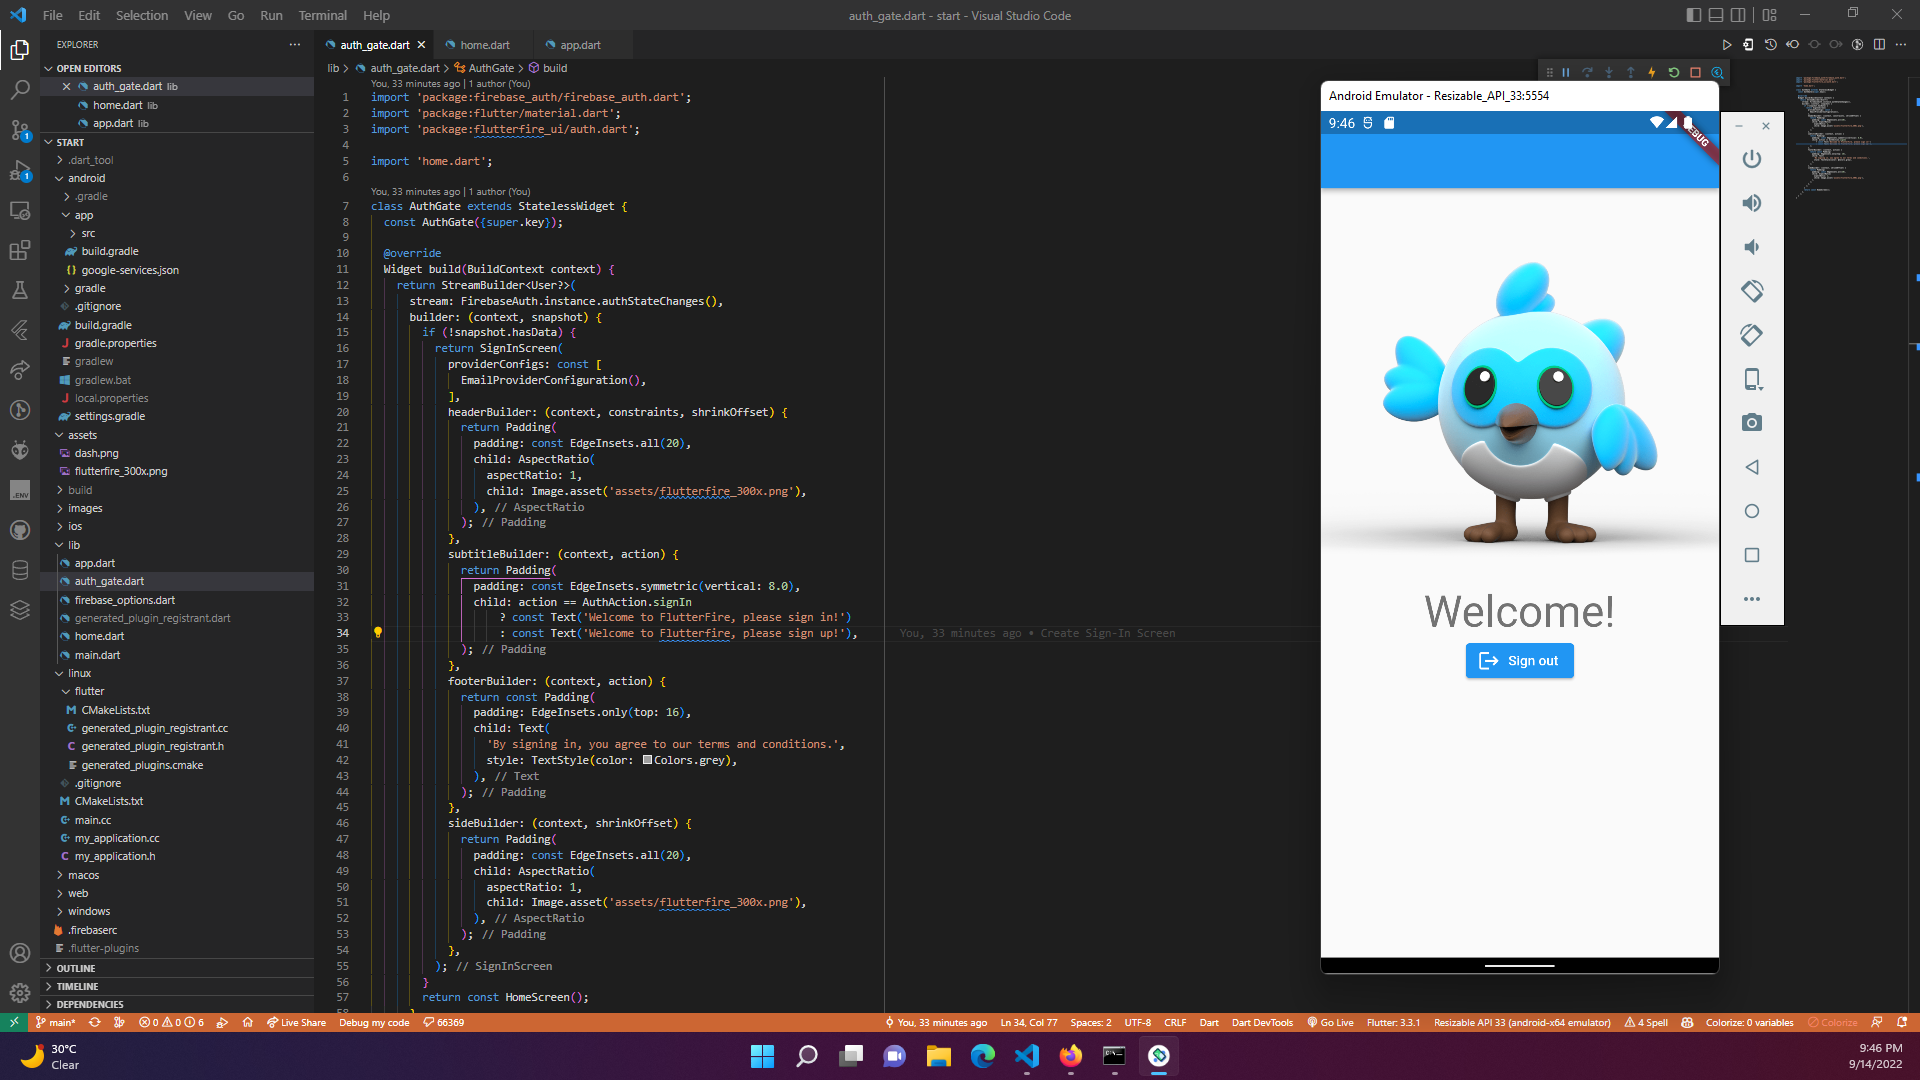 File Edit Selection View Go Run Terminal Help
auth_gate.dart - start - Visual Studio Code
EXPLORER
OPEN EDITORS
auth_gate.dart lib
home.dart lib
app.dart lib
START
.dart_tool
android
.gradle
app
src
build.gradle
google-services.json
gradle
.gitignore
build.gradle
gradle.properties
gradlew
gradlew.bat
local.properties
settings.gradle
assets
dash.png
flutterfire_300x.png
build
images
ios
lib
app.dart
auth_gate.dart
firebase_options.dart
generated_plugin_registrant.dart
home.dart
main.dart
linux
flutter
CMakeLists.txt
generated_plugin_registrant.cc
generated_plugin_registrant.h
generated_plugins.cmake
.gitignore
CMakeLists.txt
main.cc
my_application.cc
my_application.h
macos
web
windows
.firebaserc
.flutter-plugins
OUTLINE
TIMELINE
DEPENDENCIES
auth_gate.dart home.dart app.dart
lib > auth_gate.dart > AuthGate > build
You, 33 minutes ago | 1 author (You)
1 import 'package:firebase_auth/firebase_auth.dart';
2 import 'package:flutter/material.dart';
3 import 'package:flutterfire_ui/auth.dart';
4
5 import 'home.dart';
6
You, 33 minutes ago | 1 author (You)
7 class AuthGate extends StatelessWidget {
8 const AuthGate({super.key});
9
10 @override
11 Widget build(BuildContext context) {
12 return StreamBuilder<User?>(
13 stream: FirebaseAuth.instance.authStateChanges(),
14 builder: (context, snapshot) {
15 if (!snapshot.hasData) {
16 return SignInScreen(
17 providerConfigs: const [
18 EmailProviderConfiguration(),
19 ],
20 headerBuilder: (context, constraints, shrinkOffset) {
21 return Padding(
22 padding: const EdgeInsets.all(20),
23 child: AspectRatio(
24 aspectRatio: 1,
25 child: Image.asset('assets/flutterfire_300x.png'),
26 ), // AspectRatio
27 ); // Padding
28 },
29 subtitleBuilder: (context, action) {
30 return Padding(
31 padding: const EdgeInsets.symmetric(vertical: 8.0),
32 child: action == AuthAction.signIn
33 ? const Text('Welcome to FlutterFire, please sign in!')
34 : const Text('Welcome to Flutterfire, please sign up!'), You, 33 minutes ago • Create Sign-In Screen
35 ); // Padding
36 },
37 footerBuilder: (context, action) {
38 return const Padding(
39 padding: EdgeInsets.only(top: 16),
40 child: Text(
41 'By signing in, you agree to our terms and conditions.',
42 style: TextStyle(color: Colors.grey),
43 ), // Text
44 ); // Padding
45 },
46 sideBuilder: (context, shrinkOffset) {
47 return Padding(
48 padding: const EdgeInsets.all(20),
49 child: AspectRatio(
50 aspectRatio: 1,
51 child: Image.asset('assets/flutterfire_300x.png'),
52 ), // AspectRatio
53 ); // Padding
54 },
55 ); // SignInScreen
56 }
57 return const HomeScreen();
58 }
Android Emulator - Resizable_API_33:5554
9:46
DEBUG
Welcome!
Sign out
main* 0 0 6 Live Share Debug my code 66369
You, 33 minutes ago Ln 34, Col 77 Spaces: 2 UTF-8 CRLF Dart Dart DevTools Go Live Flutter: 3.3.1 Resizable API 33 (android-x64 emulator) 4 Spell Colorize: 0 variables Colorize
30°C
Clear
9:46 PM
9/14/2022